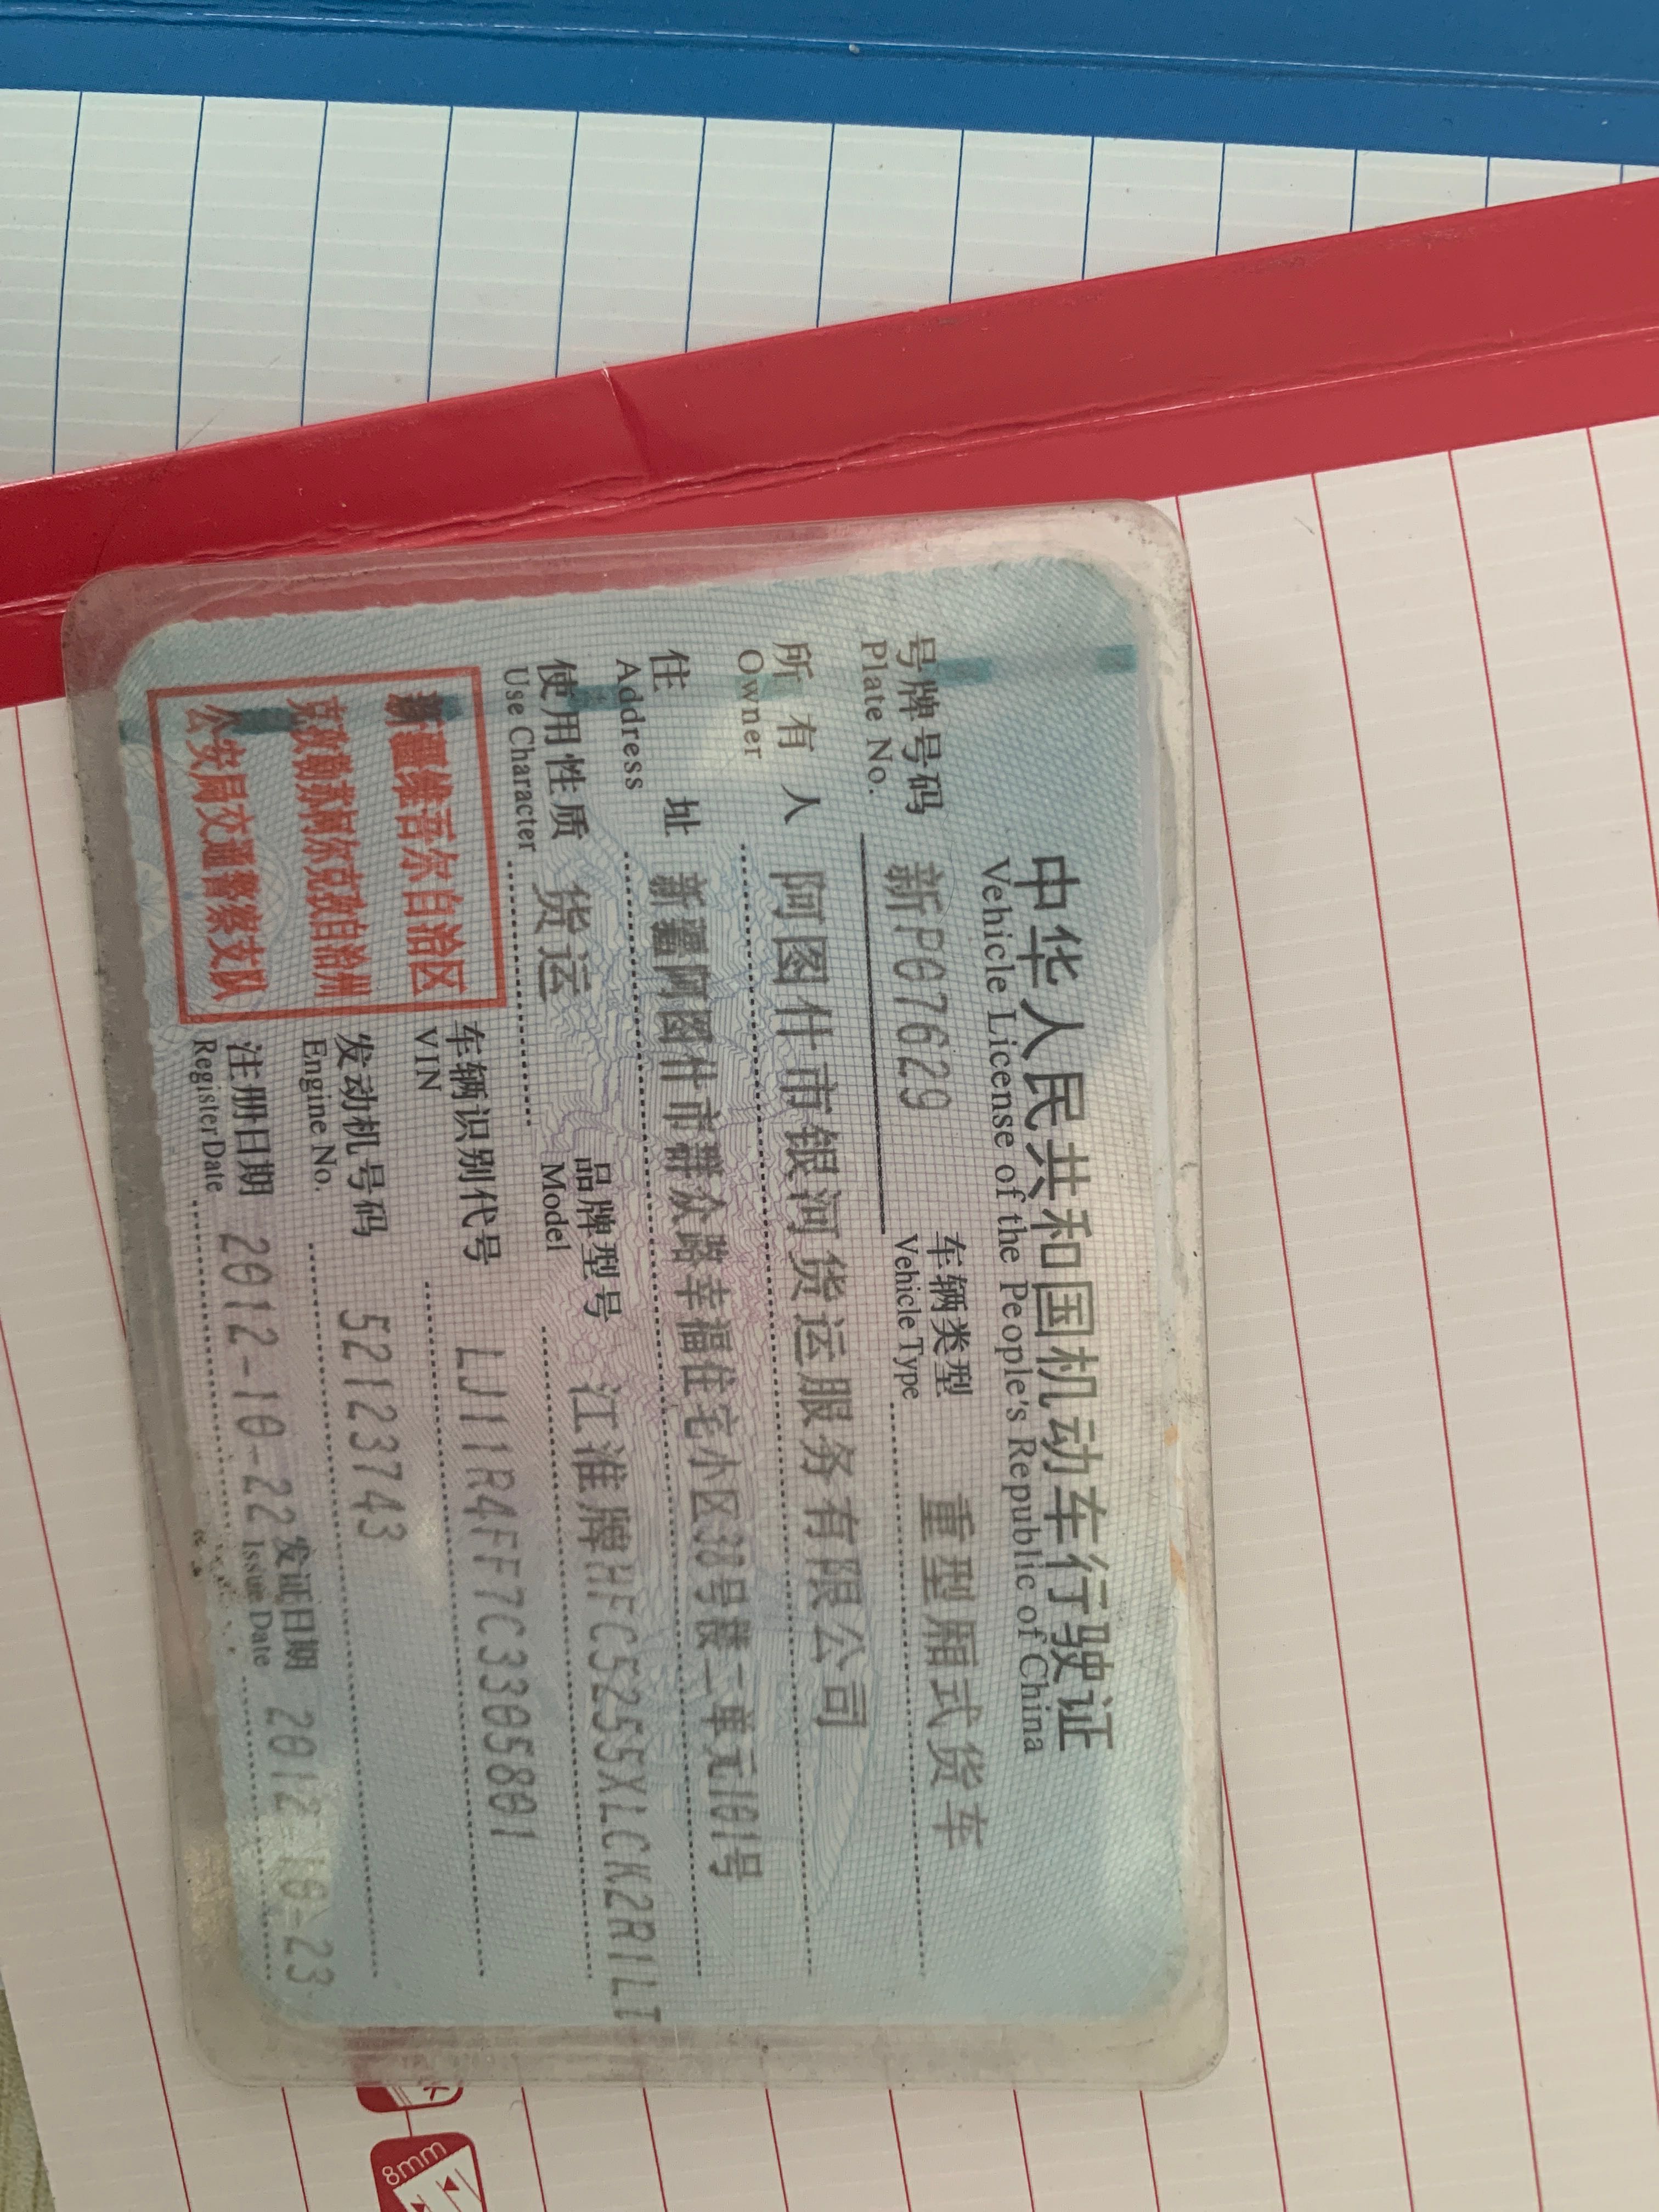 中华人民共和国机动车行驶证
Vehicle License of the People's Republic of China
号牌号码 新P07629 车辆类型 重型厢式货车
Plate No. Vehicle Type
所有人 阿图什市银河货运服务有限公司
Owner
住址 新疆阿图什市群众路幸福住宅小区38号楼二单元101号
Address
使用性质 货运 品牌型号 江淮牌HFC5255XLCK2R1LT
Use Character Model
新疆维吾尔自治区
克孜勒苏柯尔克孜自治州
公安局交通警察支队
车辆识别代号 LJ11R4FF7C3305801
VIN
发动机号码 52123743
Engine No.
注册日期 2012-10-22 发证日期 2012-10-23
Register Date Issue Date
8mm